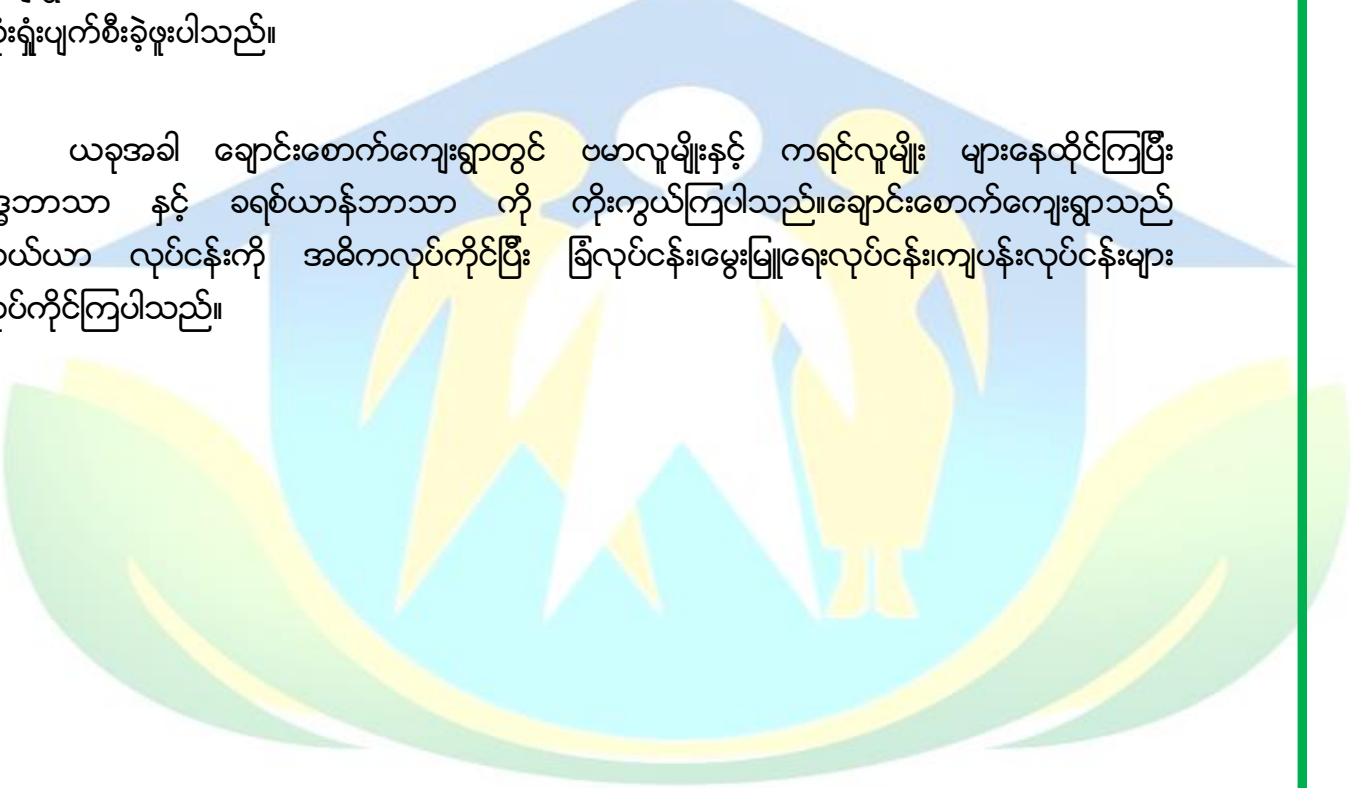 ရှုံးပျက်စီးခဲ့ဖူးပါသည်။
ယခုအခါ ချောင်းစောက်ကျေးရွာတွင် ဗမာလူမျိုးနှင့် ကရင်လူမျိုး များနေထိုင်ကြပြီး
ဘာသာ နှင့် ခရစ်ယာန်ဘာသာ ကို ကိုးကွယ်ကြပါသည်။ချောင်းစောက်ကျေးရွာသည်
လုပ်ငန်းကို အဓိကလုပ်ကိုင်ပြီး ခြံလုပ်ငန်း၊မွေးမြူရေးလုပ်ငန်း၊ကျပန်းလုပ်ငန်းများ
ကိုင်ကြပါသည်။